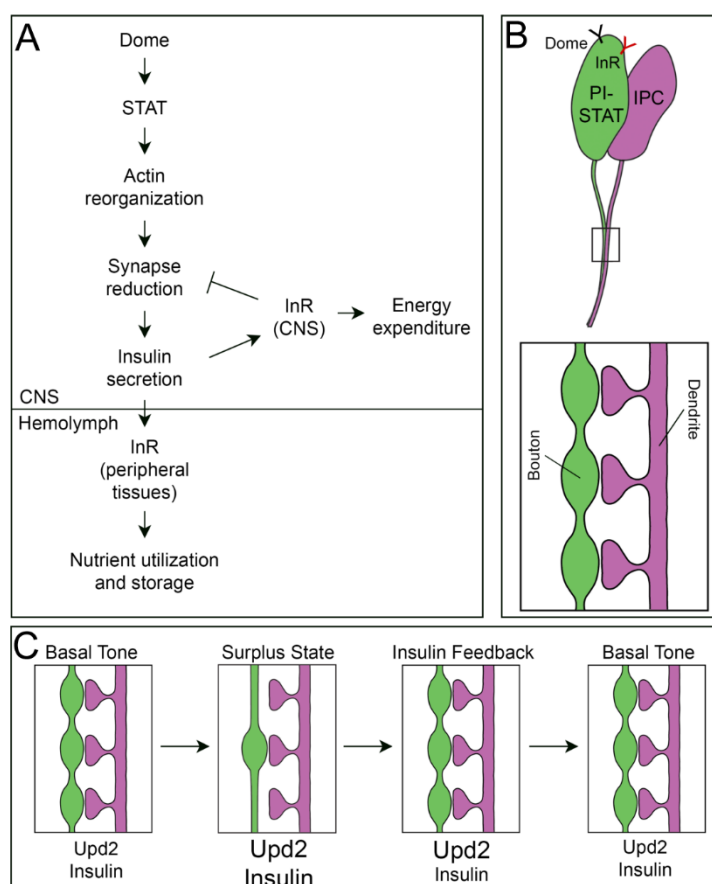 A
Dome
STAT
Actin
reorganization
Synapse
reduction
InR
(CNS)
Energy
expenditure
Insulin
secretion
CNS
Hemolymph
InR
(peripheral
tissues)
Nutrient utilization
and storage
B
Dome
InR
PI-
STAT
IPC
Bouton
Dendrite
C
Basal Tone
Surplus State
Insulin Feedback
Basal Tone
Upd2
Insulin
Upd2
Insulin
Upd2
Insulin
Upd2
Insulin